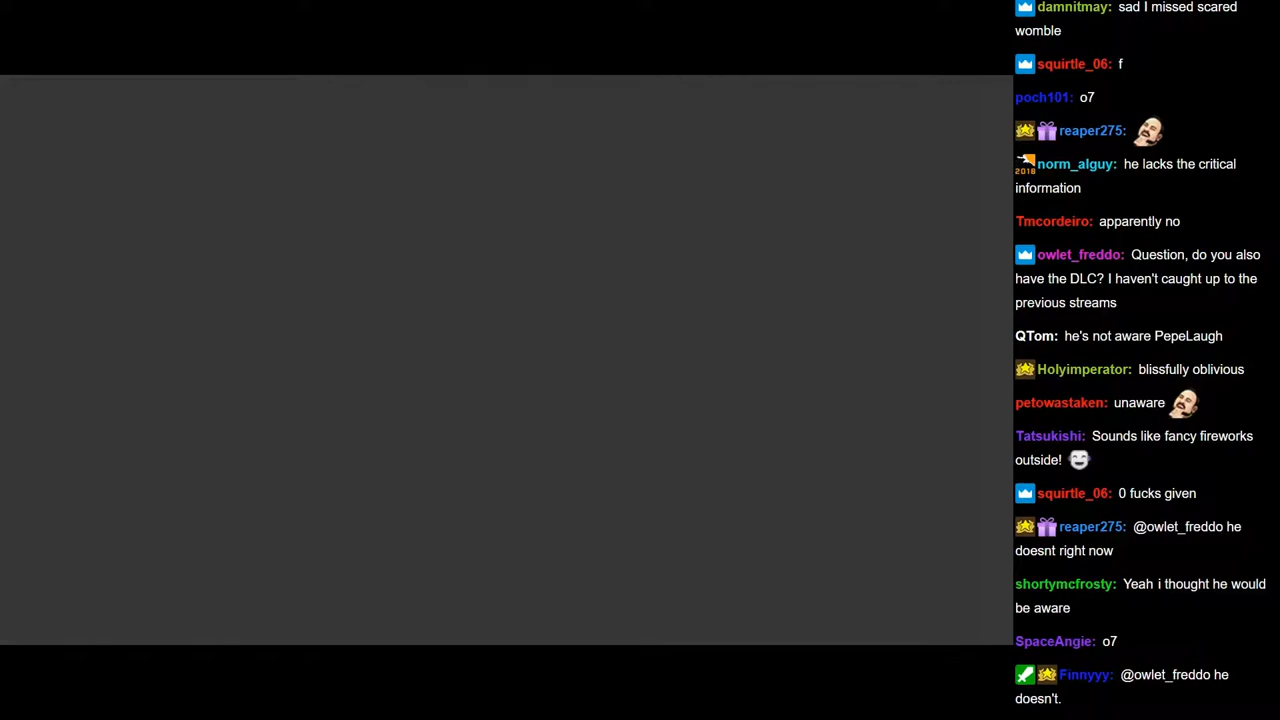 damnitmay: sad I missed scared
womble
squirtle_06: f
poch101: o7
reaper275:
2018 norm_alguy: he lacks the critical
information
Tmcordeiro: apparently no
owlet_freddo: Question, do you also
have the DLC? I haven't caught up to the
previous streams
QTom: he's not aware PepeLaugh
Holyimperator: blissfully oblivious
petowastaken: unaware
Tatsukishi: Sounds like fancy fireworks
outside!
squirtle_06: 0 fucks given
reaper275: @owlet_freddo he
doesnt right now
shortymcfrosty: Yeah i thought he would
be aware
SpaceAngie: o7
Finnyyy: @owlet_freddo he
doesn't.